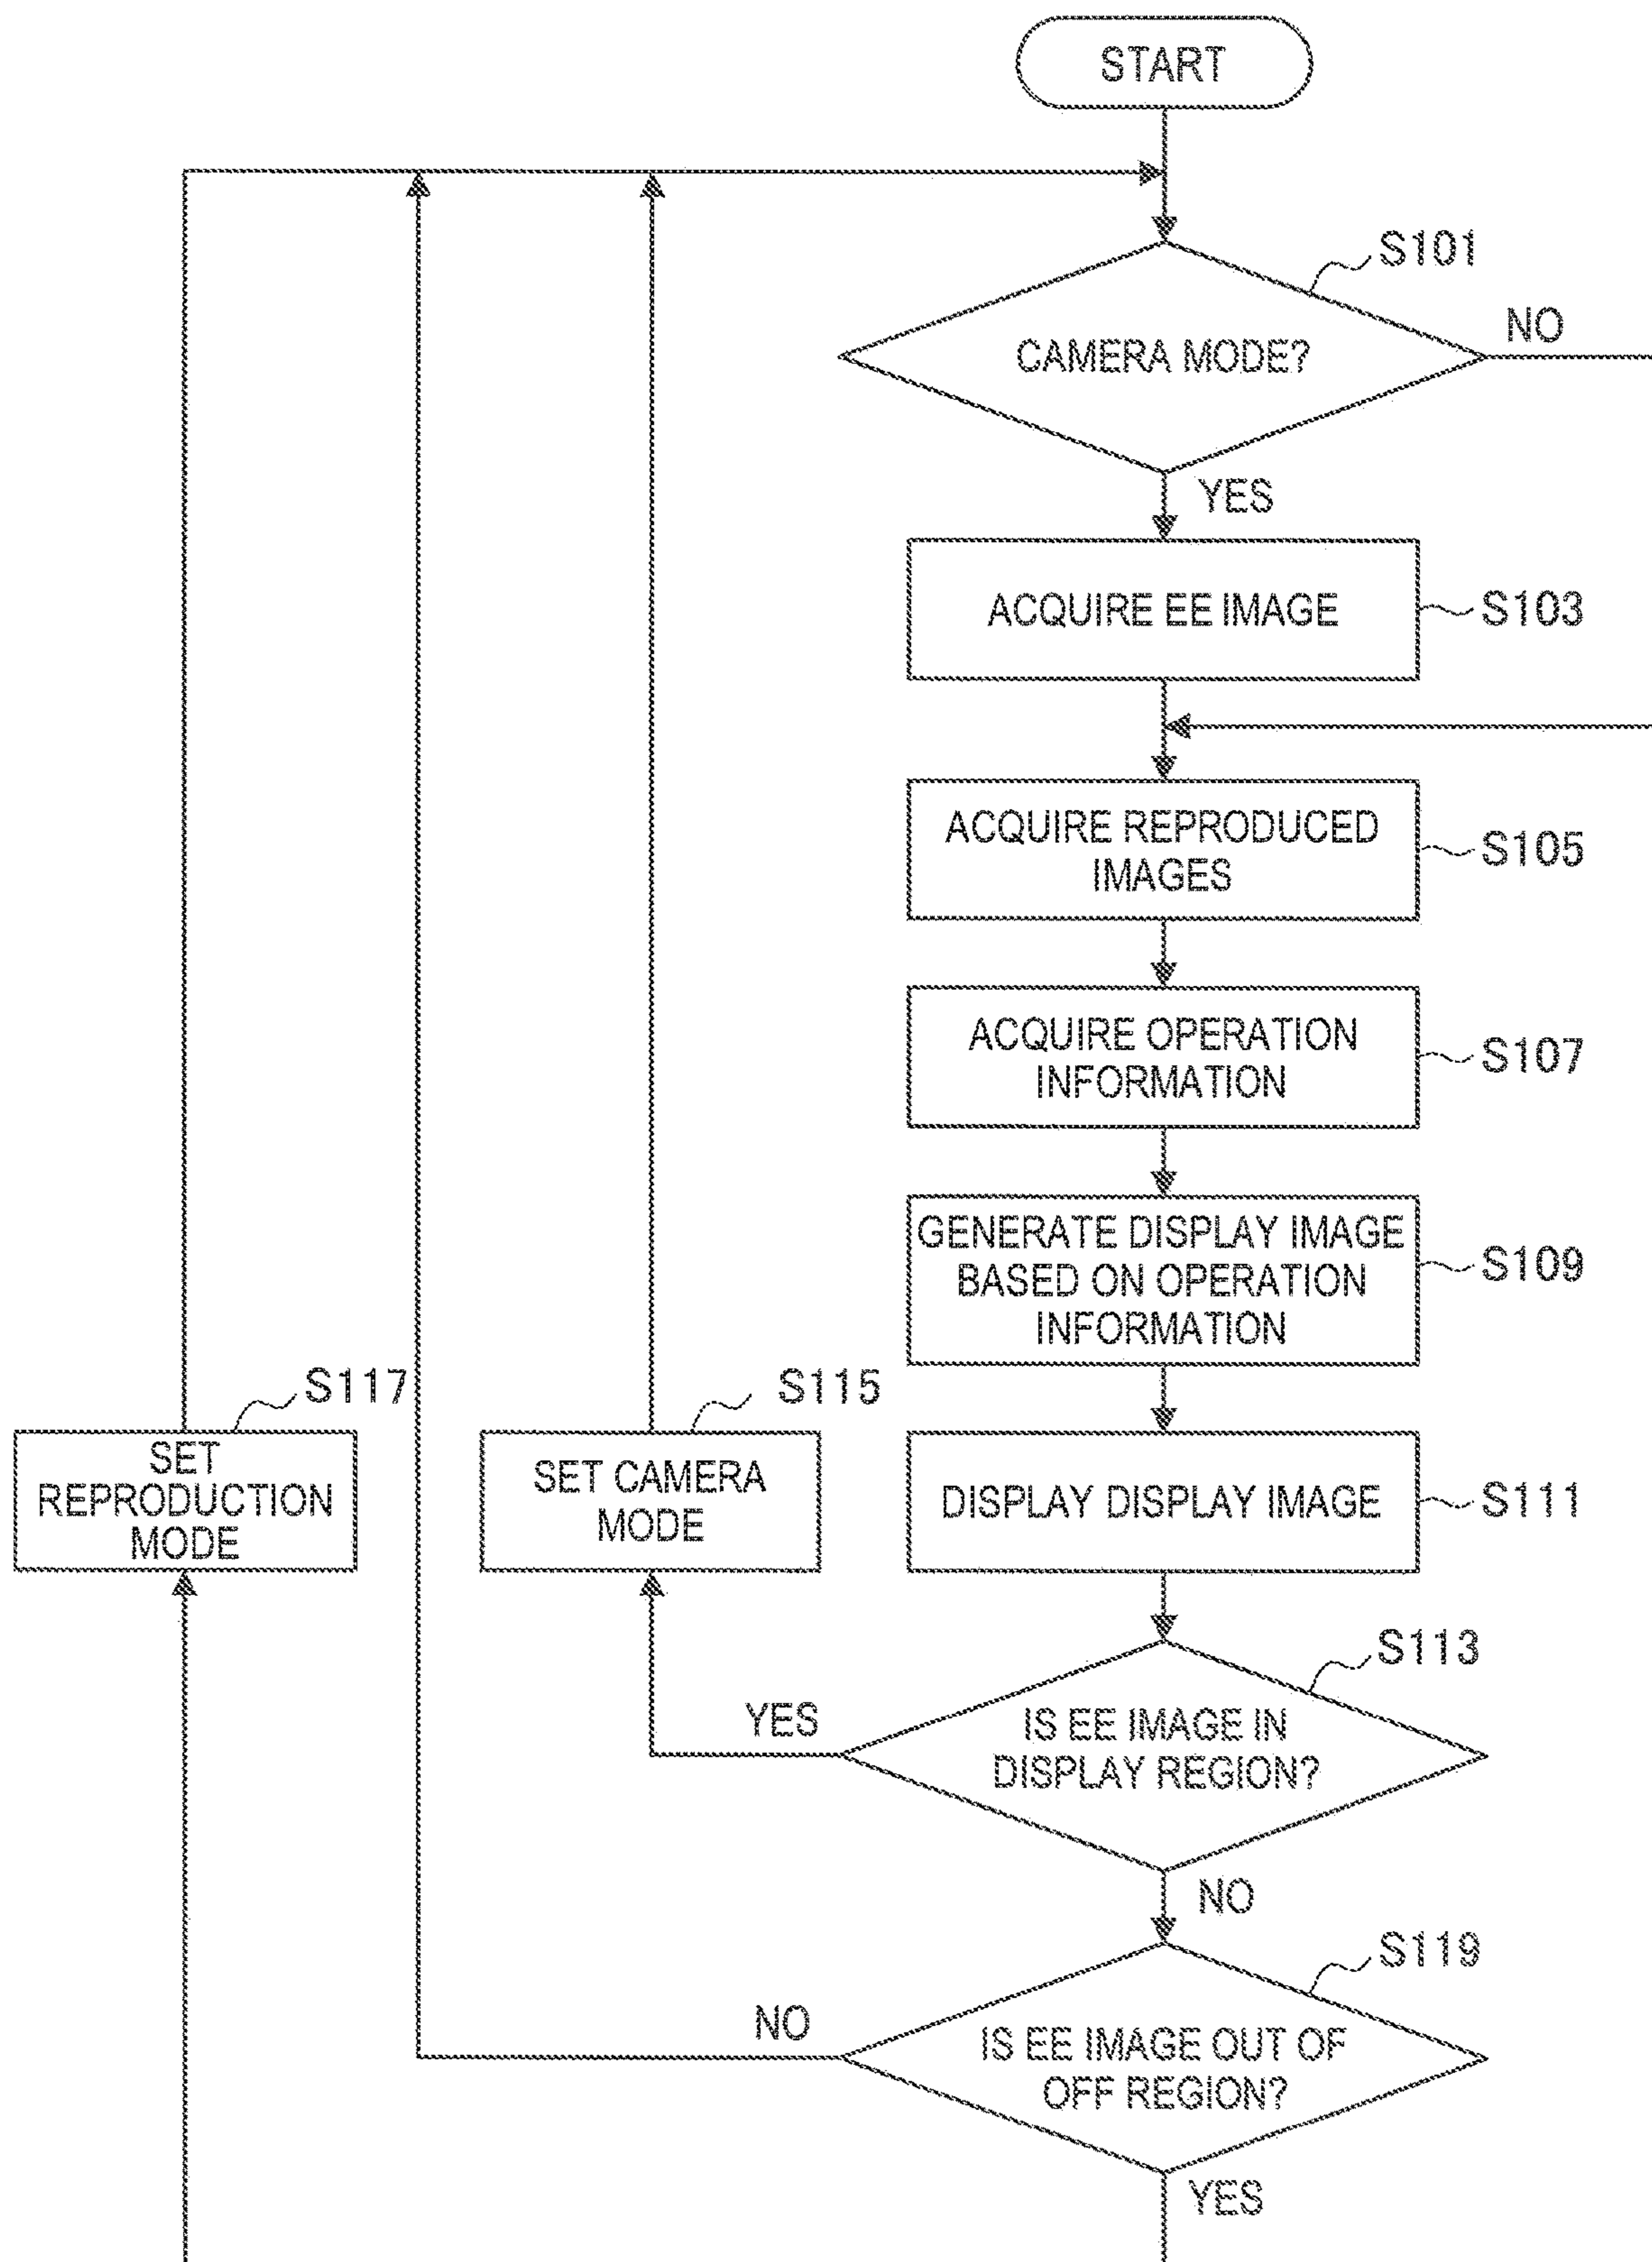 START
S101
CAMERA MODE?
NO
YES
ACQUIRE EE IMAGE
S103
ACQUIRE REPRODUCED
IMAGES
S105
ACQUIRE OPERATION
INFORMATION
S107
GENERATE DISPLAY IMAGE
BASED ON OPERATION
INFORMATION
S109
S117
SET
REPRODUCTION
MODE
S115
SET CAMERA
MODE
DISPLAY DISPLAY IMAGE
S111
S113
YES
IS EE IMAGE IN
DISPLAY REGION?
NO
S119
NO
IS EE IMAGE OUT OF
OFF REGION?
YES